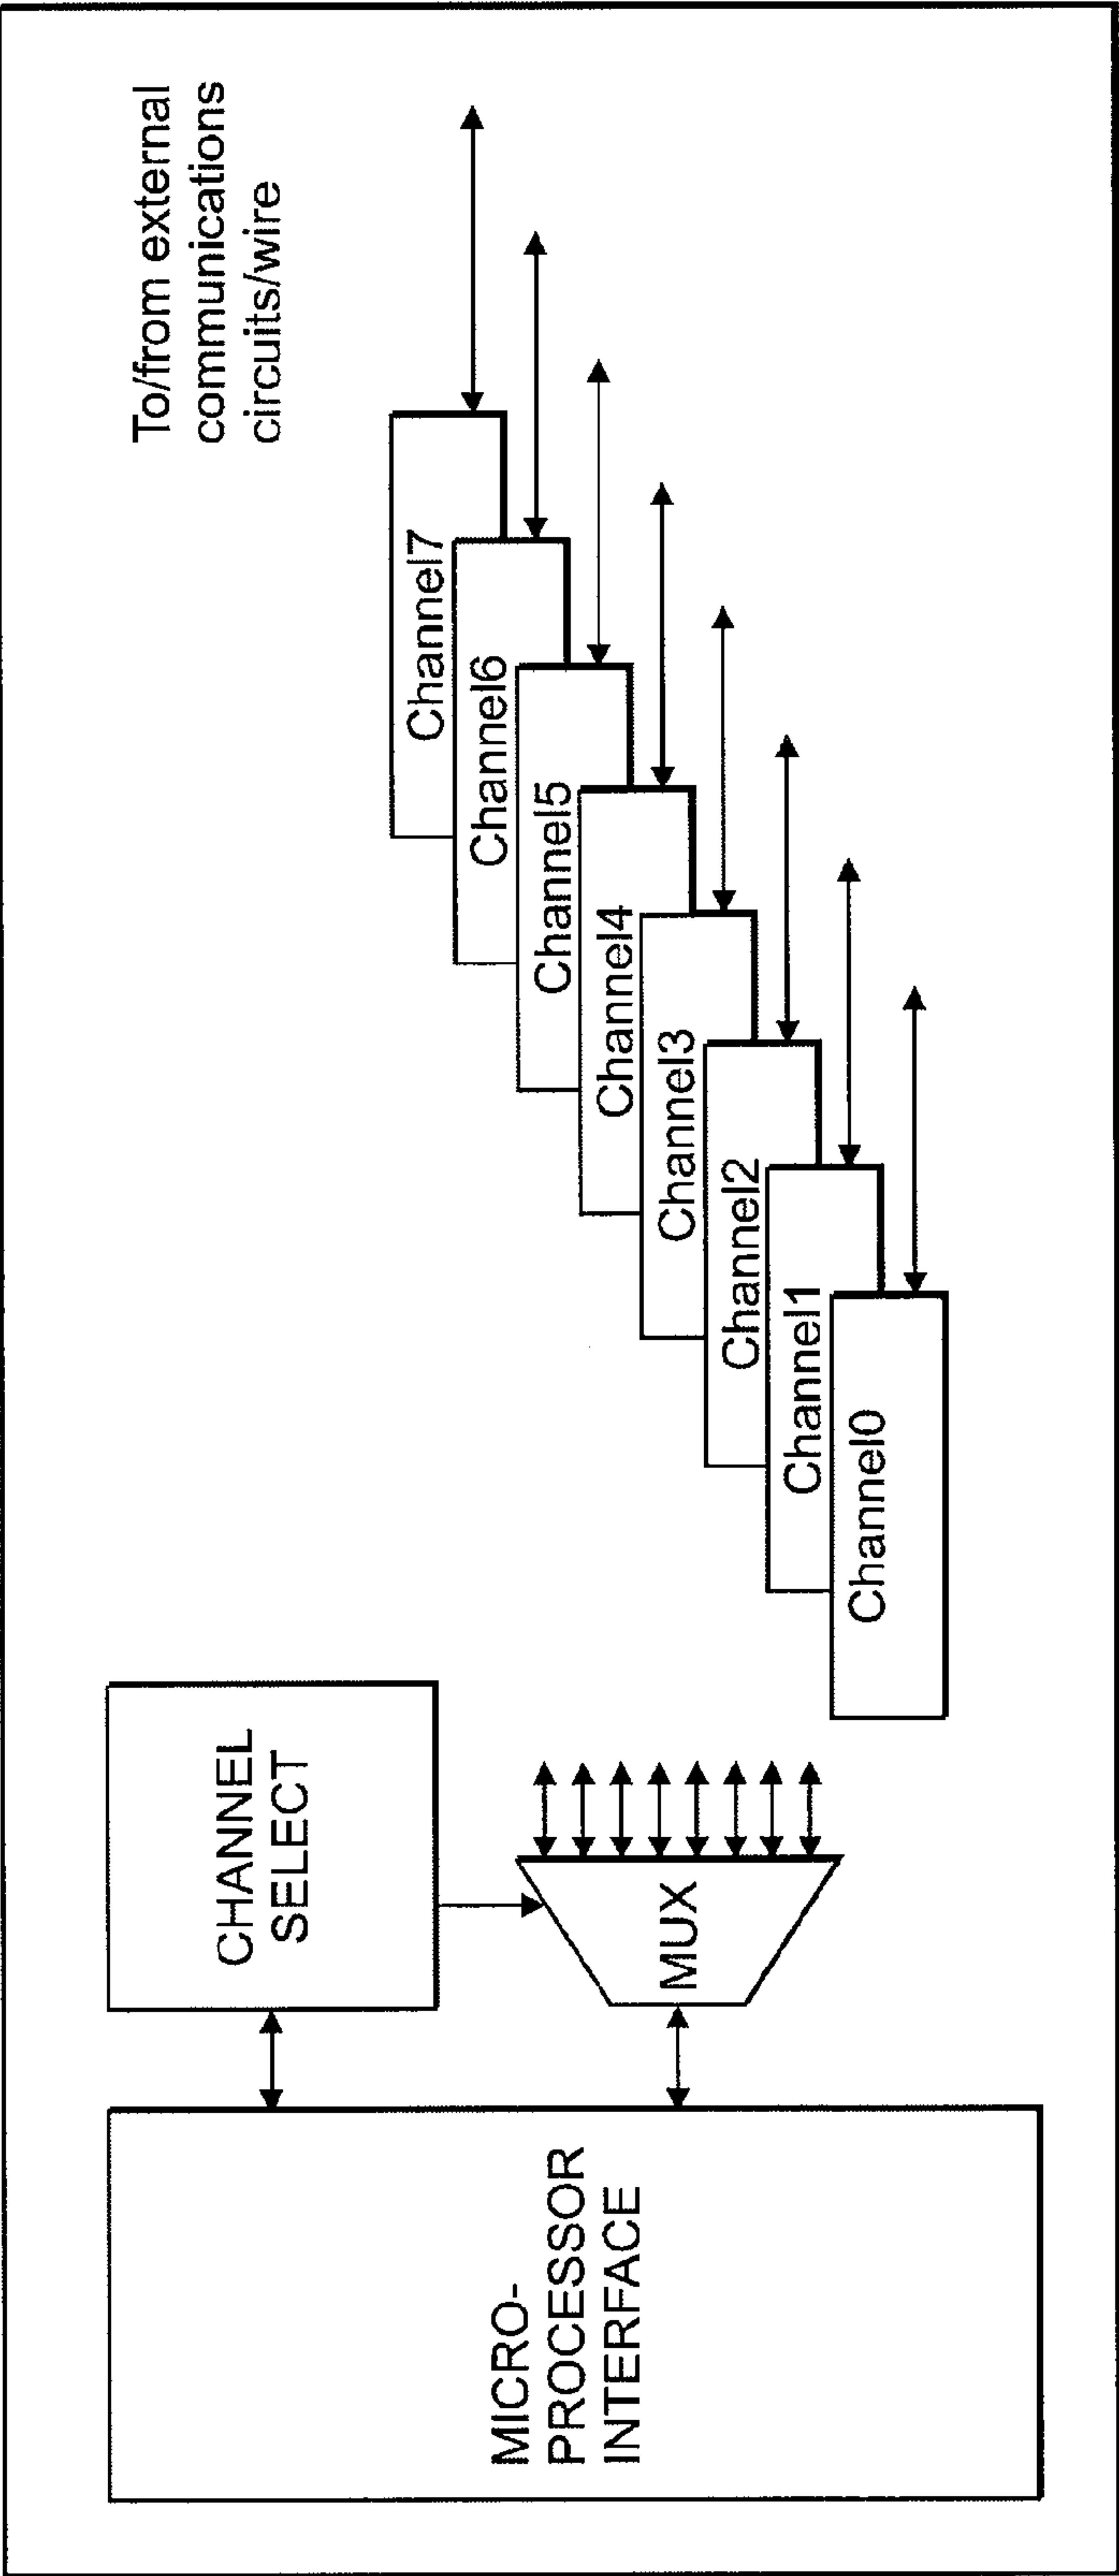 MICRO-
PROCESSOR
INTERFACE
CHANNEL
SELECT
MUX
To/from external
communications
circuits/wire
Channel7
Channel6
Channel5
Channel4
Channel3
Channel2
Channel1
Channel0